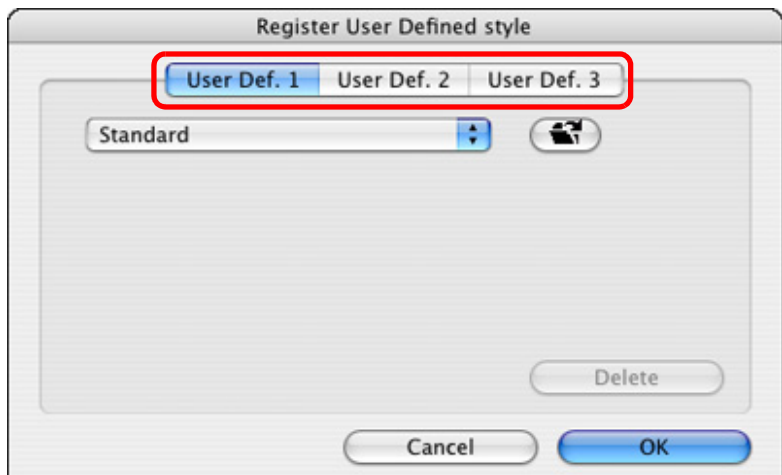 Register User Defined style
User Def. 1 User Def. 2 User Def. 3
Standard
Delete
Cancel OK